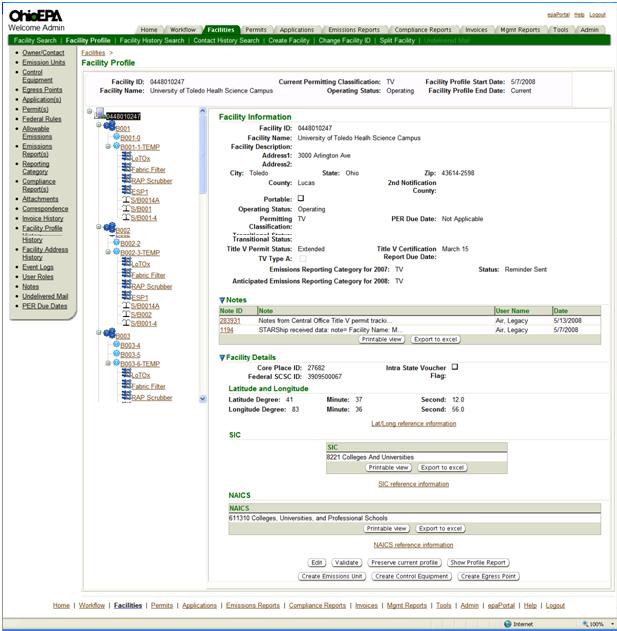 OhioEPA
epaPortal Help Logout
Welcome Admin
Home Workflow Facilities Permits Applications Emissions Reports Compliance Reports Invoices Mgmt Reports Tools Admin
Facility Search | Facility Profile | Facility History Search | Contact History Search | Create Facility | Change Facility ID | Split Facility | Undelivered Mail
Owner/Contact
Emission Units
Control Equipment
Egress Points
Application(s)
Permit(s)
Federal Rules
Allowable Emissions
Emissions Report(s)
Reporting Category
Compliance Report(s)
Attachments
Correspondence
Invoice History
Facility Profile
History
Facility Address History
Event Logs
User Roles
Notes
Undelivered Mail
PER Due Dates
Facilities >
Facility Profile
Facility ID: 0448010247 Current Permitting Classification: TV Facility Profile Start Date: 5/7/2008
Facility Name: University of Toledo Healh Science Campus Operating Status: Operating Facility Profile End Date: Current
0448010247
B001
B001-0
B001-1-TEMP
LoTOx
Fabric Filter
RAP Scrubber
ESP1
S/B0014A
S/B001
S/B001-4
B002
B002-2
B002-3-TEMP
LoTOx
Fabric Filter
RAP Scrubber
ESP1
S/B0014A
S/B002
S/B001-4
B003
B003-4
B003-5
B003-6-TEMP
LoTOx
Fabric Filter
RAP Scrubber
Facility Information
Facility ID: 0448010247
Facility Name: University of Toledo Healh Science Campus
Facility Description:
Address1: 3000 Arlington Ave
Address2:
City: Toledo State: Ohio Zip: 43614-2598
County: Lucas 2nd Notification County:
Portable:
Operating Status: Operating
Permitting Classification: TV PER Due Date: Not Applicable
Transitional Status:
Title V Permit Status: Extended Title V Certification Report Due Date: March 15
TV Type A:
Emissions Reporting Category for 2007: TV Status: Reminder Sent
Anticipated Emissions Reporting Category for 2008: TV
Notes
Note ID Note User Name Date
283931 Notes from Central Office Title V permit tracki... Air, Legacy 5/13/2008
1194 STARShip received data: note= Facility Name: M... Air, Legacy 5/7/2008
Printable view Export to excel
Facility Details
Core Place ID: 27682 Intra State Voucher Flag:
Federal SCSC ID: 3909500067
Latitude and Longitude
Latitude Degree: 41 Minute: 37 Second: 12.0
Longitude Degree: 83 Minute: 36 Second: 56.0
Lat/Long reference information
SIC
SIC
8221 Colleges And Universities
Printable view Export to excel
SIC reference information
NAICS
NAICS
611310 Colleges, Universities, and Professional Schools
Printable view Export to excel
NAICS reference information
Edit Validate Preserve current profile Show Profile Report
Create Emissions Unit Create Control Equipment Create Egress Point
Home | Workflow | Facilities | Permits | Applications | Emissions Reports | Compliance Reports | Invoices | Mgmt Reports | Tools | Admin | epaPortal | Help | Logout
Internet 100%